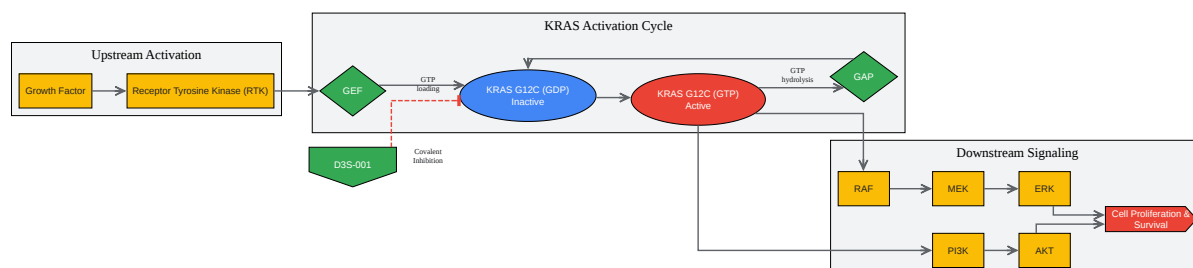 KRAS Activation Cycle
Upstream Activation
Growth Factor
Receptor Tyrosine Kinase (RTK)
GEF
GTP
loading
KRAS G12C (GDP)
Inactive
KRAS G12C (GTP)
Active
GTP
hydrolysis
GAP
D3S-001
Covalent
Inhibition
Downstream Signaling
RAF
MEK
ERK
Cell Proliferation &
Survival
PI3K
AKT